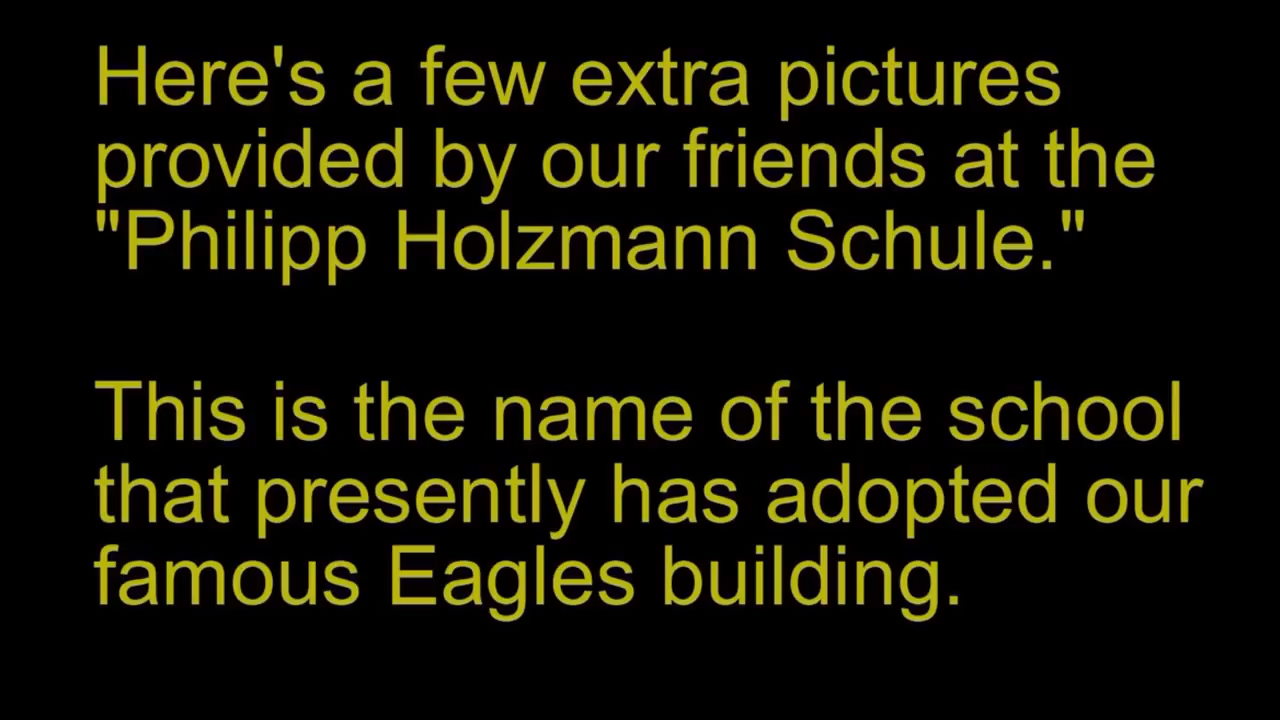 Here's a few extra pictures
provided by our friends at the
"Philipp Holzmann Schule."
This is the name of the school
that presently has adopted our
famous Eagles building.